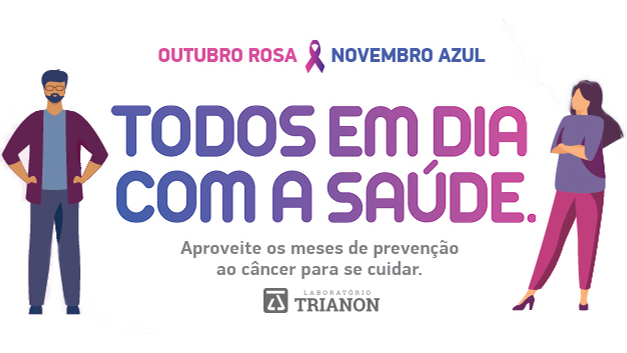 OUTUBRO ROSA NOVEMBRO AZUL
TODOS EM DIA
COM A SAÚDE.
Aproveite os meses de prevenção
ao câncer para se cuidar.
LABORATÓRIO
TRIANON